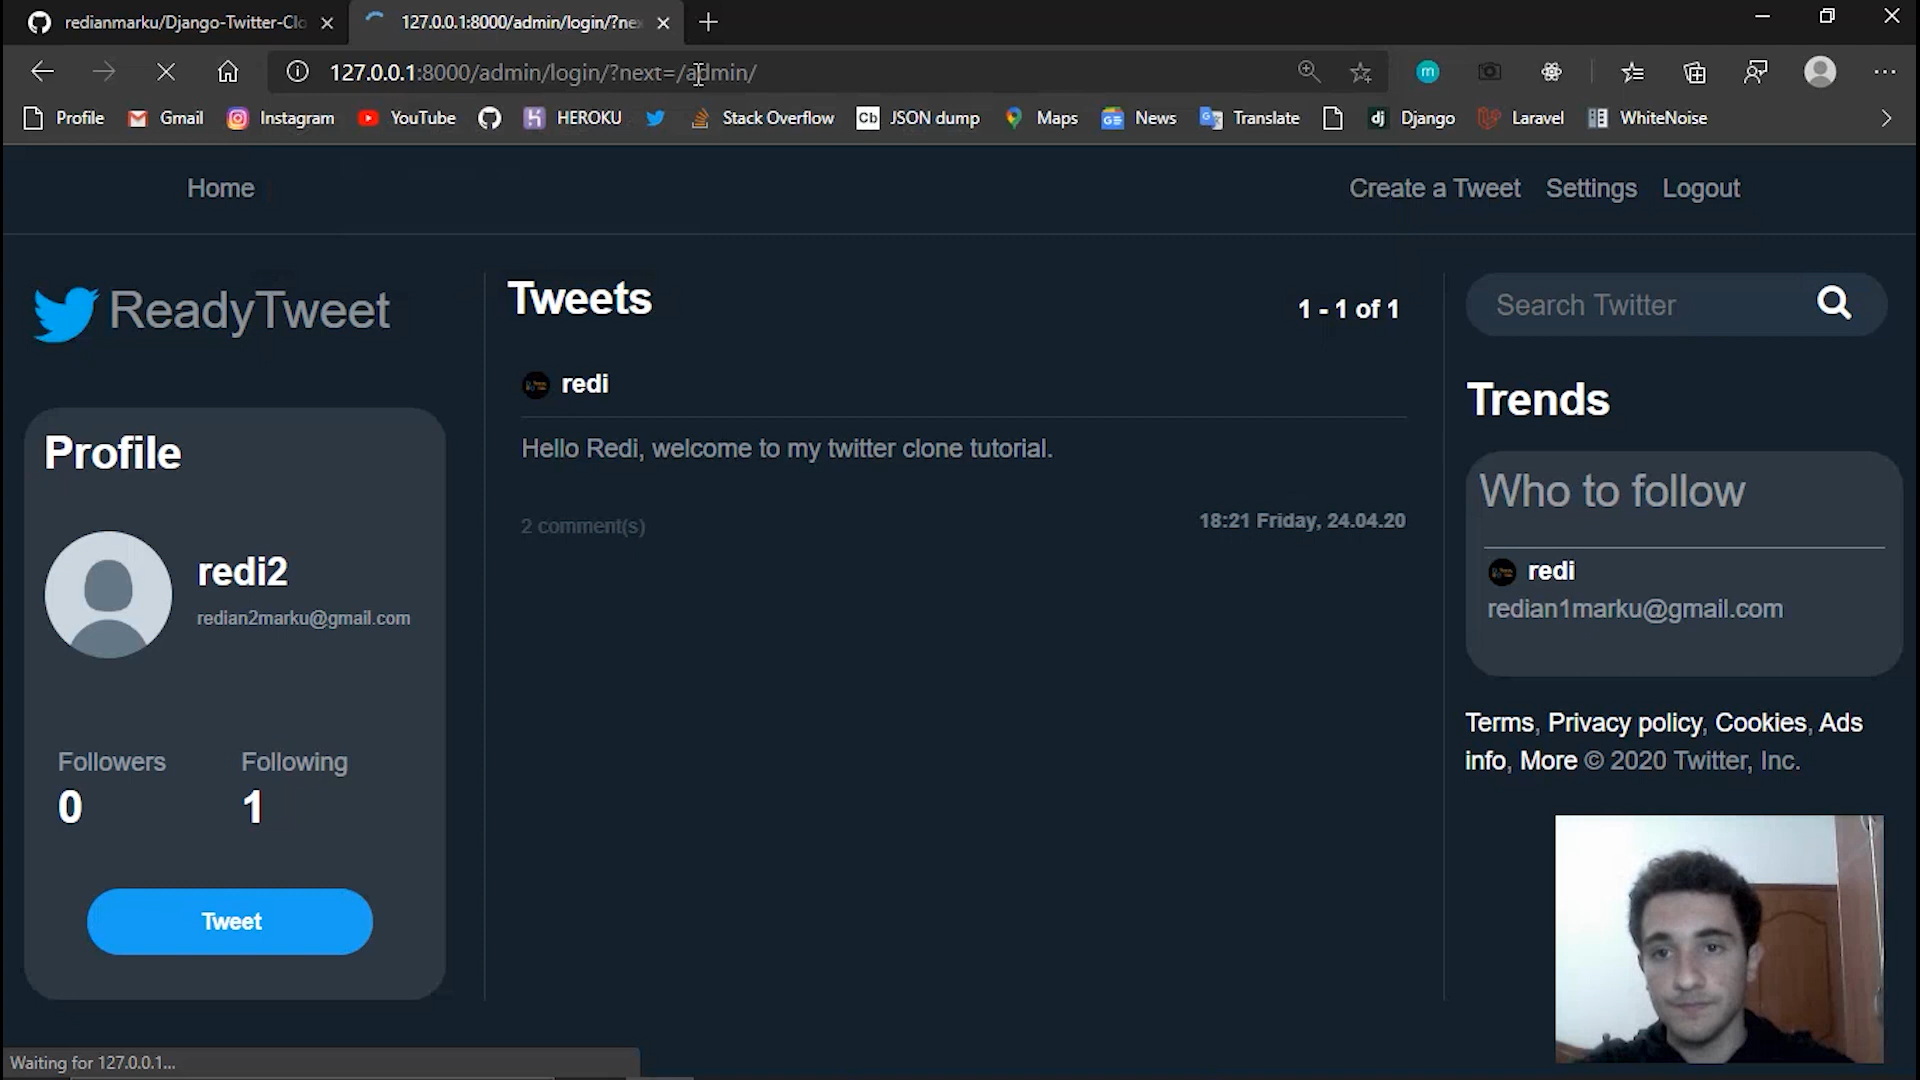 redianmarku/Django-Twitter-Clo
127.0.0.1:8000/admin/login/?nex
127.0.0.1:8000/admin/login/?next=/admin/
Profile Gmail Instagram YouTube HEROKU Stack Overflow Cb JSON dump Maps News Translate dj Django Laravel WhiteNoise
Home Create a Tweet Settings Logout
ReadyTweet
Profile
redi2
redian2marku@gmail.com
Followers Following
0 1
Tweet
Tweets
1 - 1 of 1
redi
Hello Redi, welcome to my twitter clone tutorial.
2 comment(s) 18:21 Friday, 24.04.20
Search Twitter
Trends
Who to follow
redi
redian1marku@gmail.com
Terms, Privacy policy, Cookies, Ads
info, More © 2020 Twitter, Inc.
Waiting for 127.0.0.1...